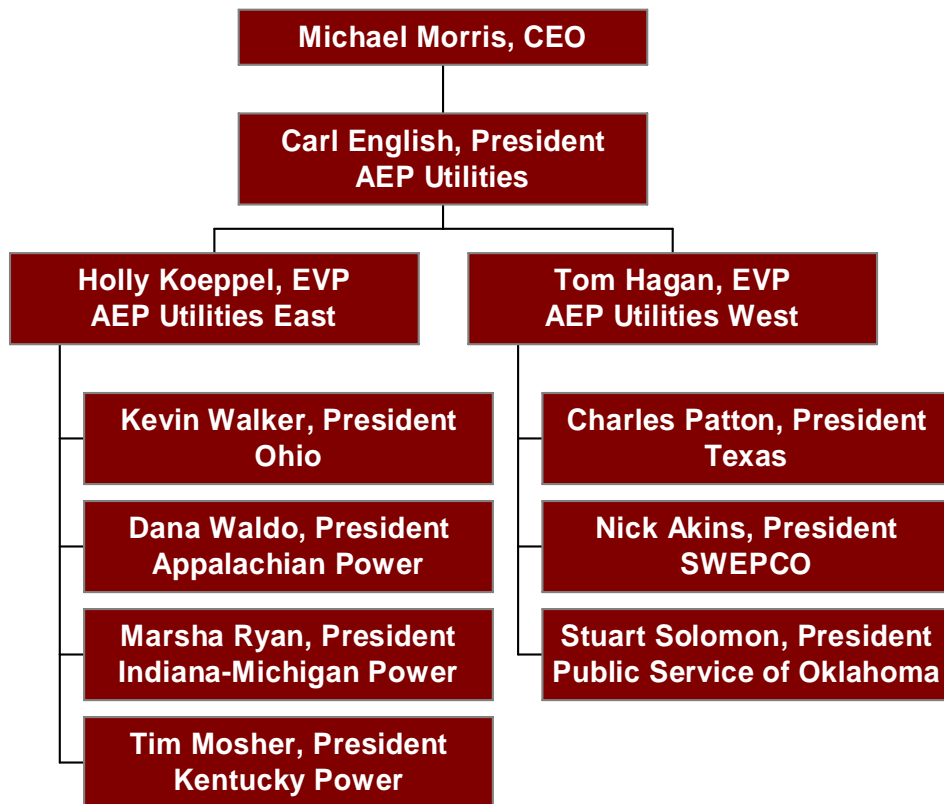 Michael Morris, CEO
Carl English, President
AEP Utilities
Holly Koeppel, EVP
AEP Utilities East
Tom Hagan, EVP
AEP Utilities West
Kevin Walker, President
Ohio
Dana Waldo, President
Appalachian Power
Marsha Ryan, President
Indiana-Michigan Power
Tim Mosher, President
Kentucky Power
Charles Patton, President
Texas
Nick Akins, President
SWEPCO
Stuart Solomon, President
Public Service of Oklahoma